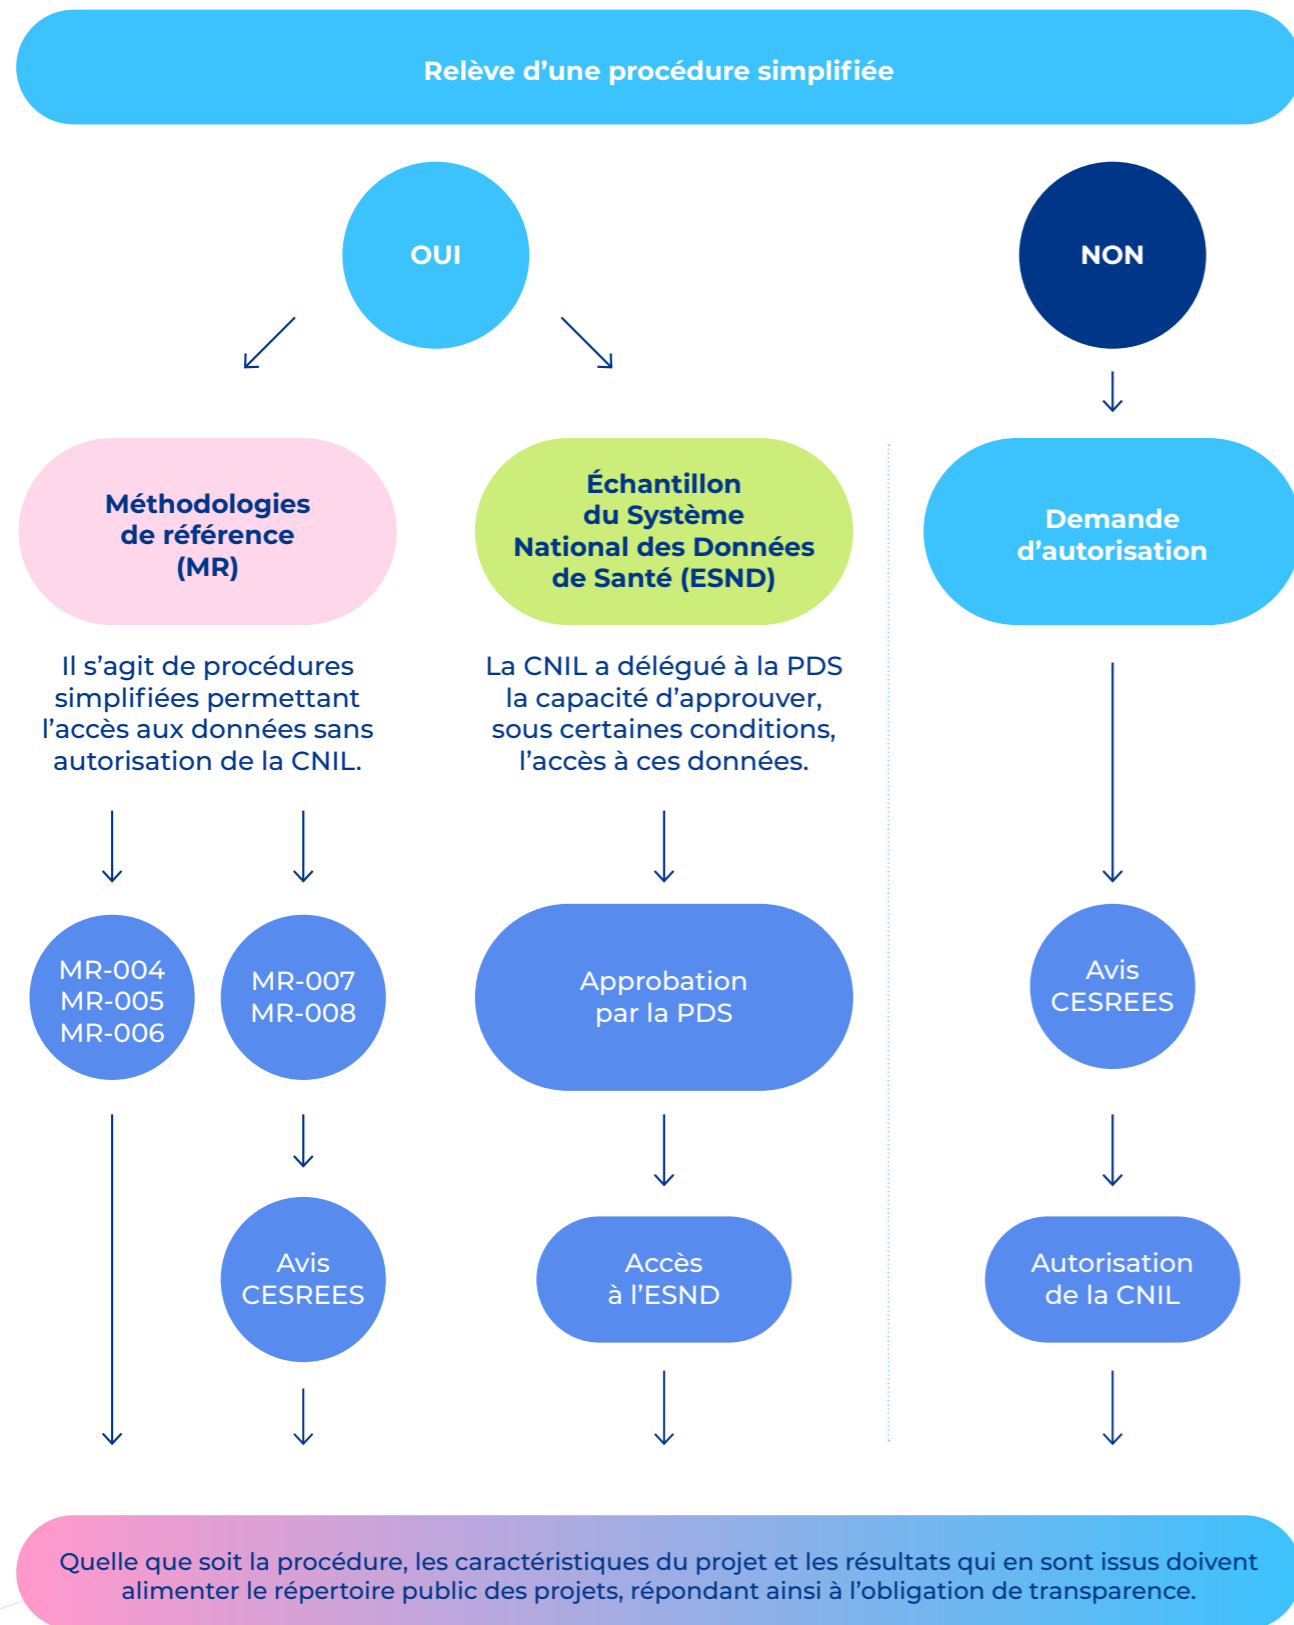 Relève d’une procédure simplifiée
OUI
NON
Méthodologies
de référence
(MR)
Échantillon
du Système
National des Données
de Santé (ESND)
Demande
d’autorisation
Il s’agit de procédures
simplifiées permettant
l’accès aux données sans
autorisation de la CNIL.
La CNIL a délégué à la PDS
la capacité d’approuver,
sous certaines conditions,
l’accès à ces données.
MR-004
MR-005
MR-006
MR-007
MR-008
Approbation
par la PDS
Avis
CESREES
Avis
CESREES
Accès
à l’ESND
Autorisation
de la CNIL
Quelle que soit la procédure, les caractéristiques du projet et les résultats qui en sont issus doivent
alimenter le répertoire public des projets, répondant ainsi à l’obligation de transparence.